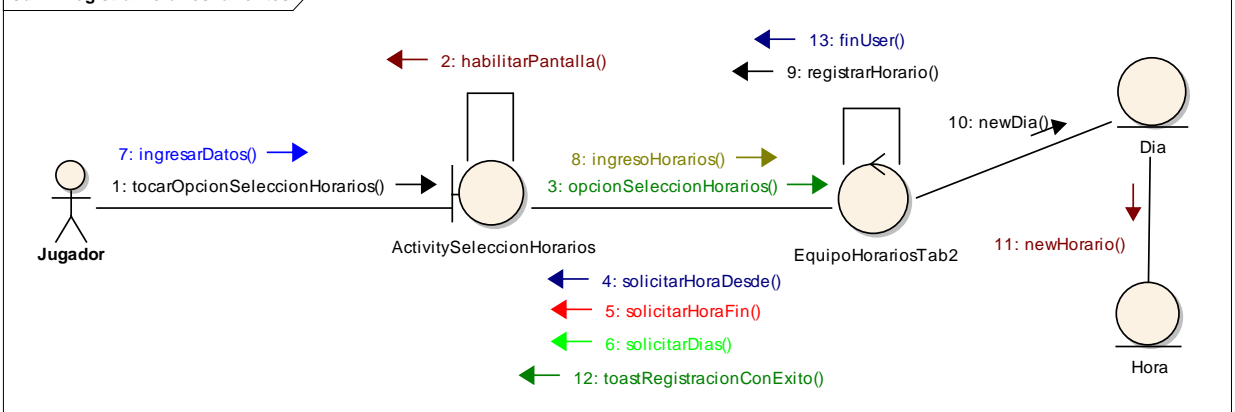 13: finUser()
2: habilitarPantalla()
9: registrarHorario()
10: newDia()
Dia
7: ingresarDatos()
8: ingresoHorarios()
1: tocarOpcionSeleccionHorarios()
3: opcionSeleccionHorarios()
11: newHorario()
ActivitySeleccionHorarios
Jugador
EquipoHorariosTab2
4: solicitarHoraDesde()
5: solicitarHoraFin()
6: solicitarDias()
Hora
12: toastRegistracionConExito()